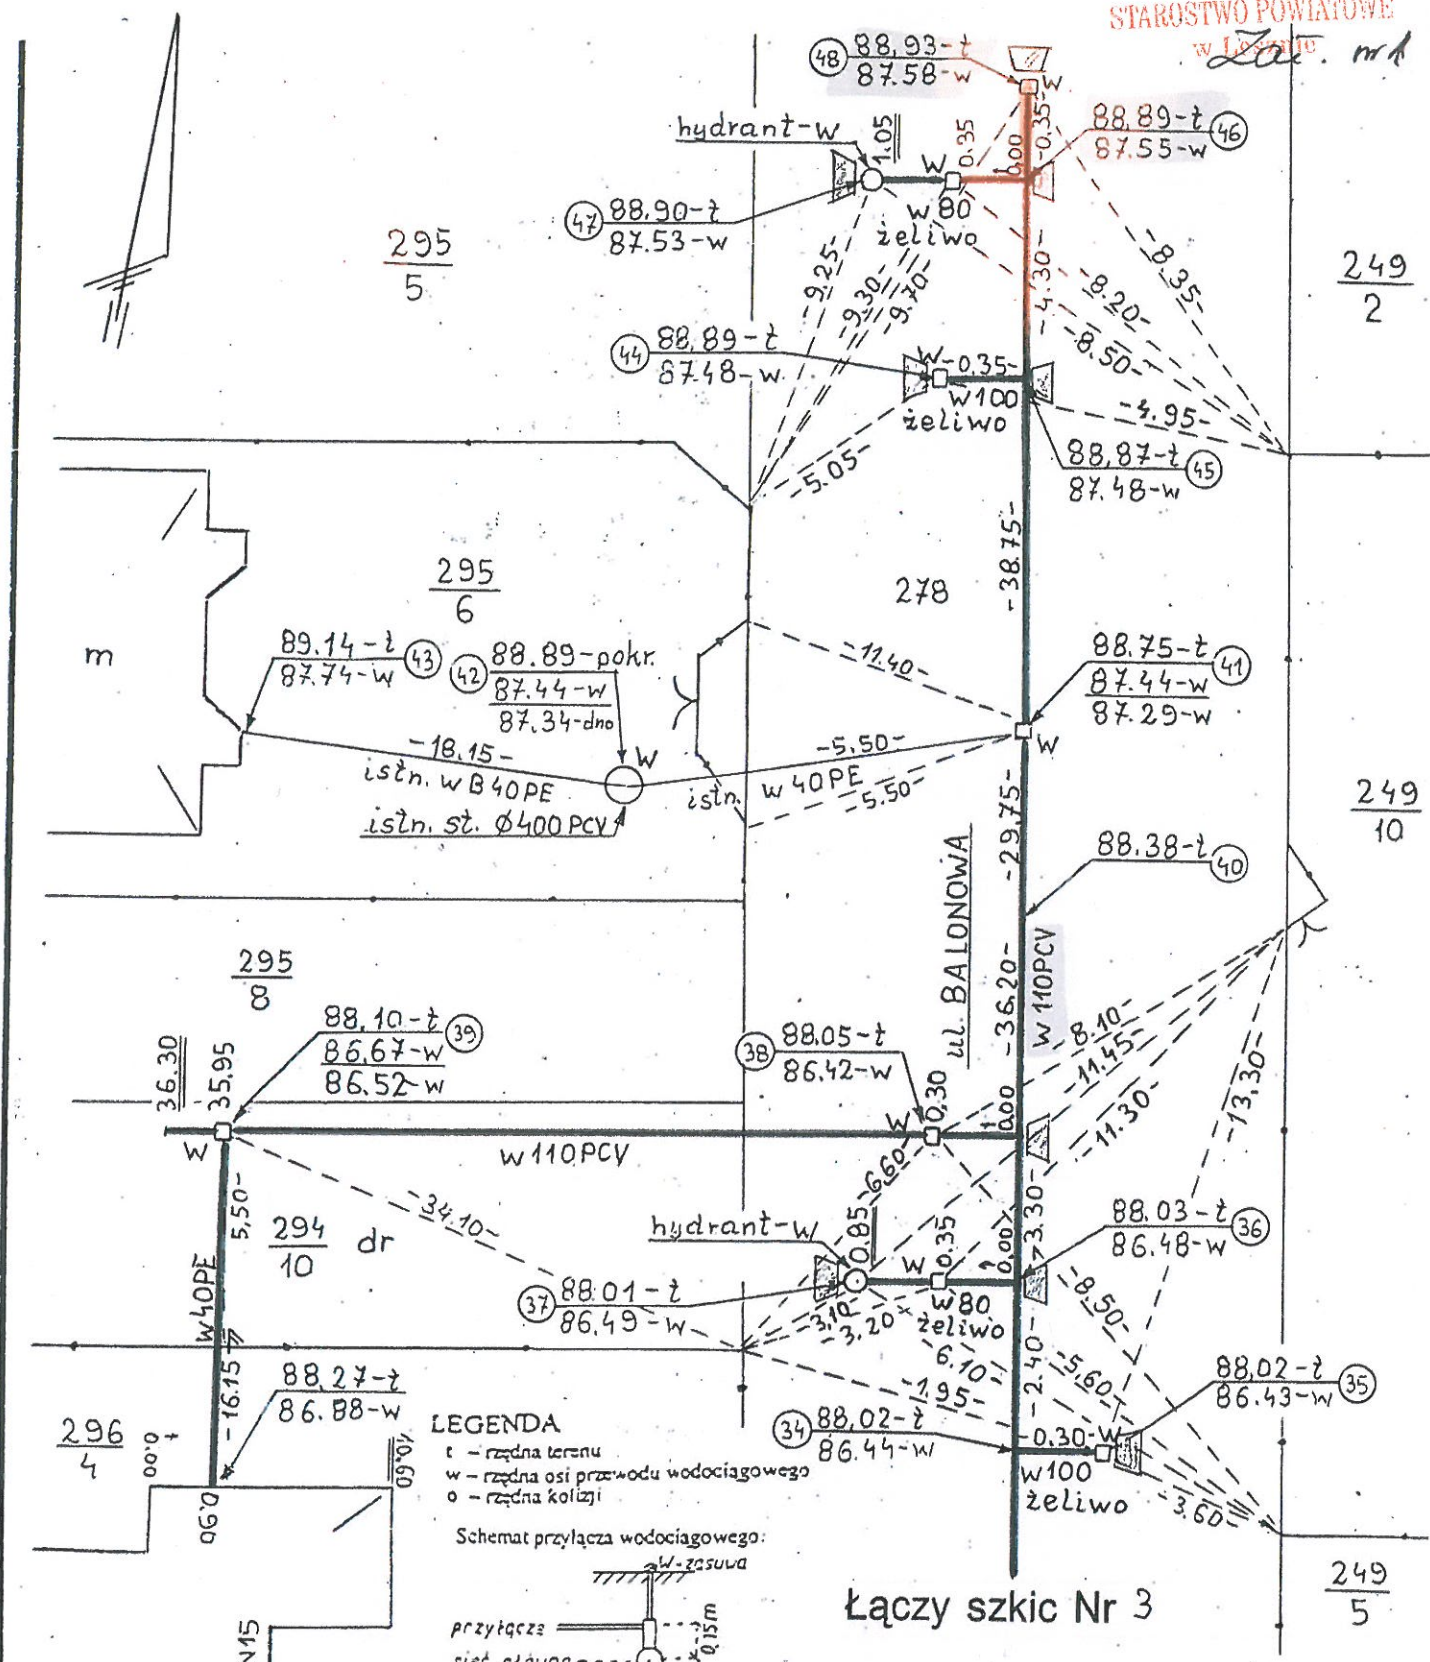 STAROSTWO POWIATOWE
w Lesznie
Zał. nr 1
48
88,93-t
87.58-w
W
hydrant-w
1.05
W
0.35
0,00
-0,35-
88,89-t
87.55-w
46
47
88.90-t
87.53-w
w 80
żeliwo
295
5
249
2
-9.25-
-9.30-
-9.70-
-4.30-
-8.20-
-8.50-
-8.35-
44
88,89-t
87.48-w
W
-0.35-
w100
żeliwo
-4.95-
-5.05-
88,87-t
87.48-w
45
-38.75-
278
295
6
m
89.14-t
87.74-w
43
42
88.89-pokr.
87.44-w
87.34-dno
-11.40-
88.75-t
87.44-w
87.29-w
41
W
W
-18.15-
istn. w B 40PE
istn. st. Ø400 PCV
istn.
w 40PE
-5.50-
-5.50-
-29,75-
249
10
88.38-t
40
ul. BALONOWA
w 110PCV
-36.20-
295
8
36.30
35.95
88,10-t
86,67-w
86.52-w
39
38
88.05-t
86.42-w
0,30
0,00
W
W
w 110PCV
-8.10-
-11.45-
-11.30-
-13,30-
5,50-
w 40PE
-34.10-
294
10
dr
-6.60-
hydrant-w
0.85
0.35
0,00
-3.30-
88.03-t
86.48-w
36
W
37
88.01-t
86,49-w
-3,10
-3.20
w80
żeliwo
6.10
-2.40-
-8,50-
-5,60-
-1.95-
-16.15-
88,27-t
86.88-w
296
4
0.00
0,90
10.60
34
88,02-t
86.44-w
-0.30-
W
88,02-t
86.43-w
35
w100
żeliwo
-3.60-
LEGENDA
t - rzędna terenu
w - rzędna osi przewodu wodociągowego
o - rzędna kolizji
Schemat przyłącza wodociągowego:
W-zasuwa
przyłącze
0,15m
sieć główna
Łączy szkic Nr 3
249
5